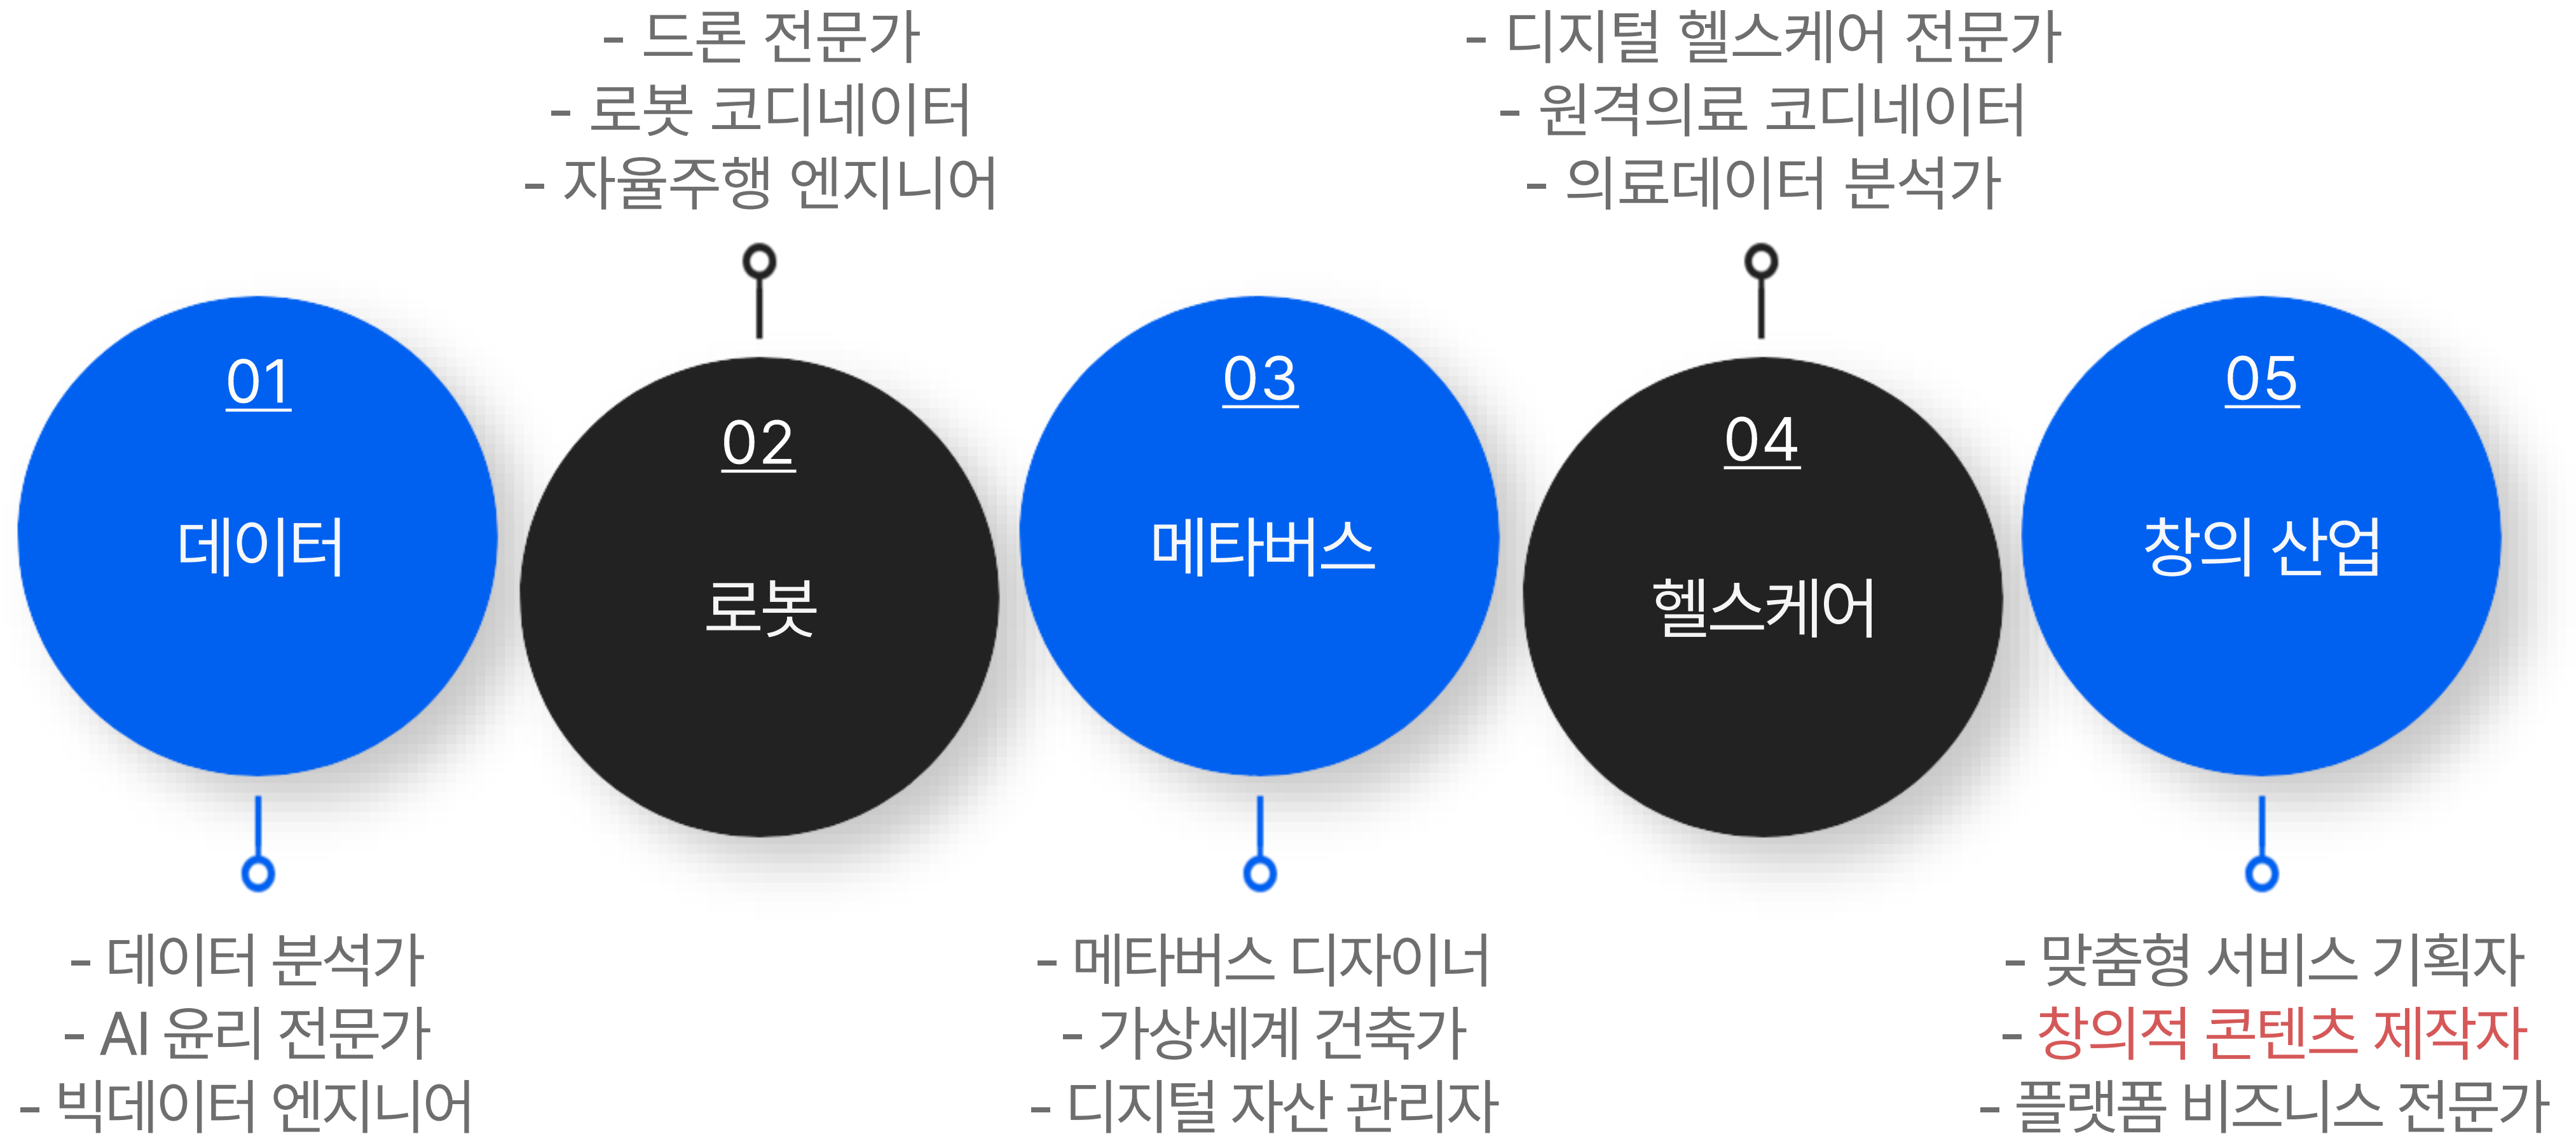 01
데이터
- 데이터 분석가
- AI 윤리 전문가
- 빅데이터 엔지니어
- 드론 전문가
- 로봇 코디네이터
- 자율주행 엔지니어
02
로봇
03
메타버스
- 메타버스 디자이너
- 가상세계 건축가
- 디지털 자산 관리자
- 디지털 헬스케어 전문가
- 원격의료 코디네이터
- 의료데이터 분석가
04
헬스케어
05
창의 산업
- 맞춤형 서비스 기획자
- 창의적 콘텐츠 제작자
- 플랫폼 비즈니스 전문가